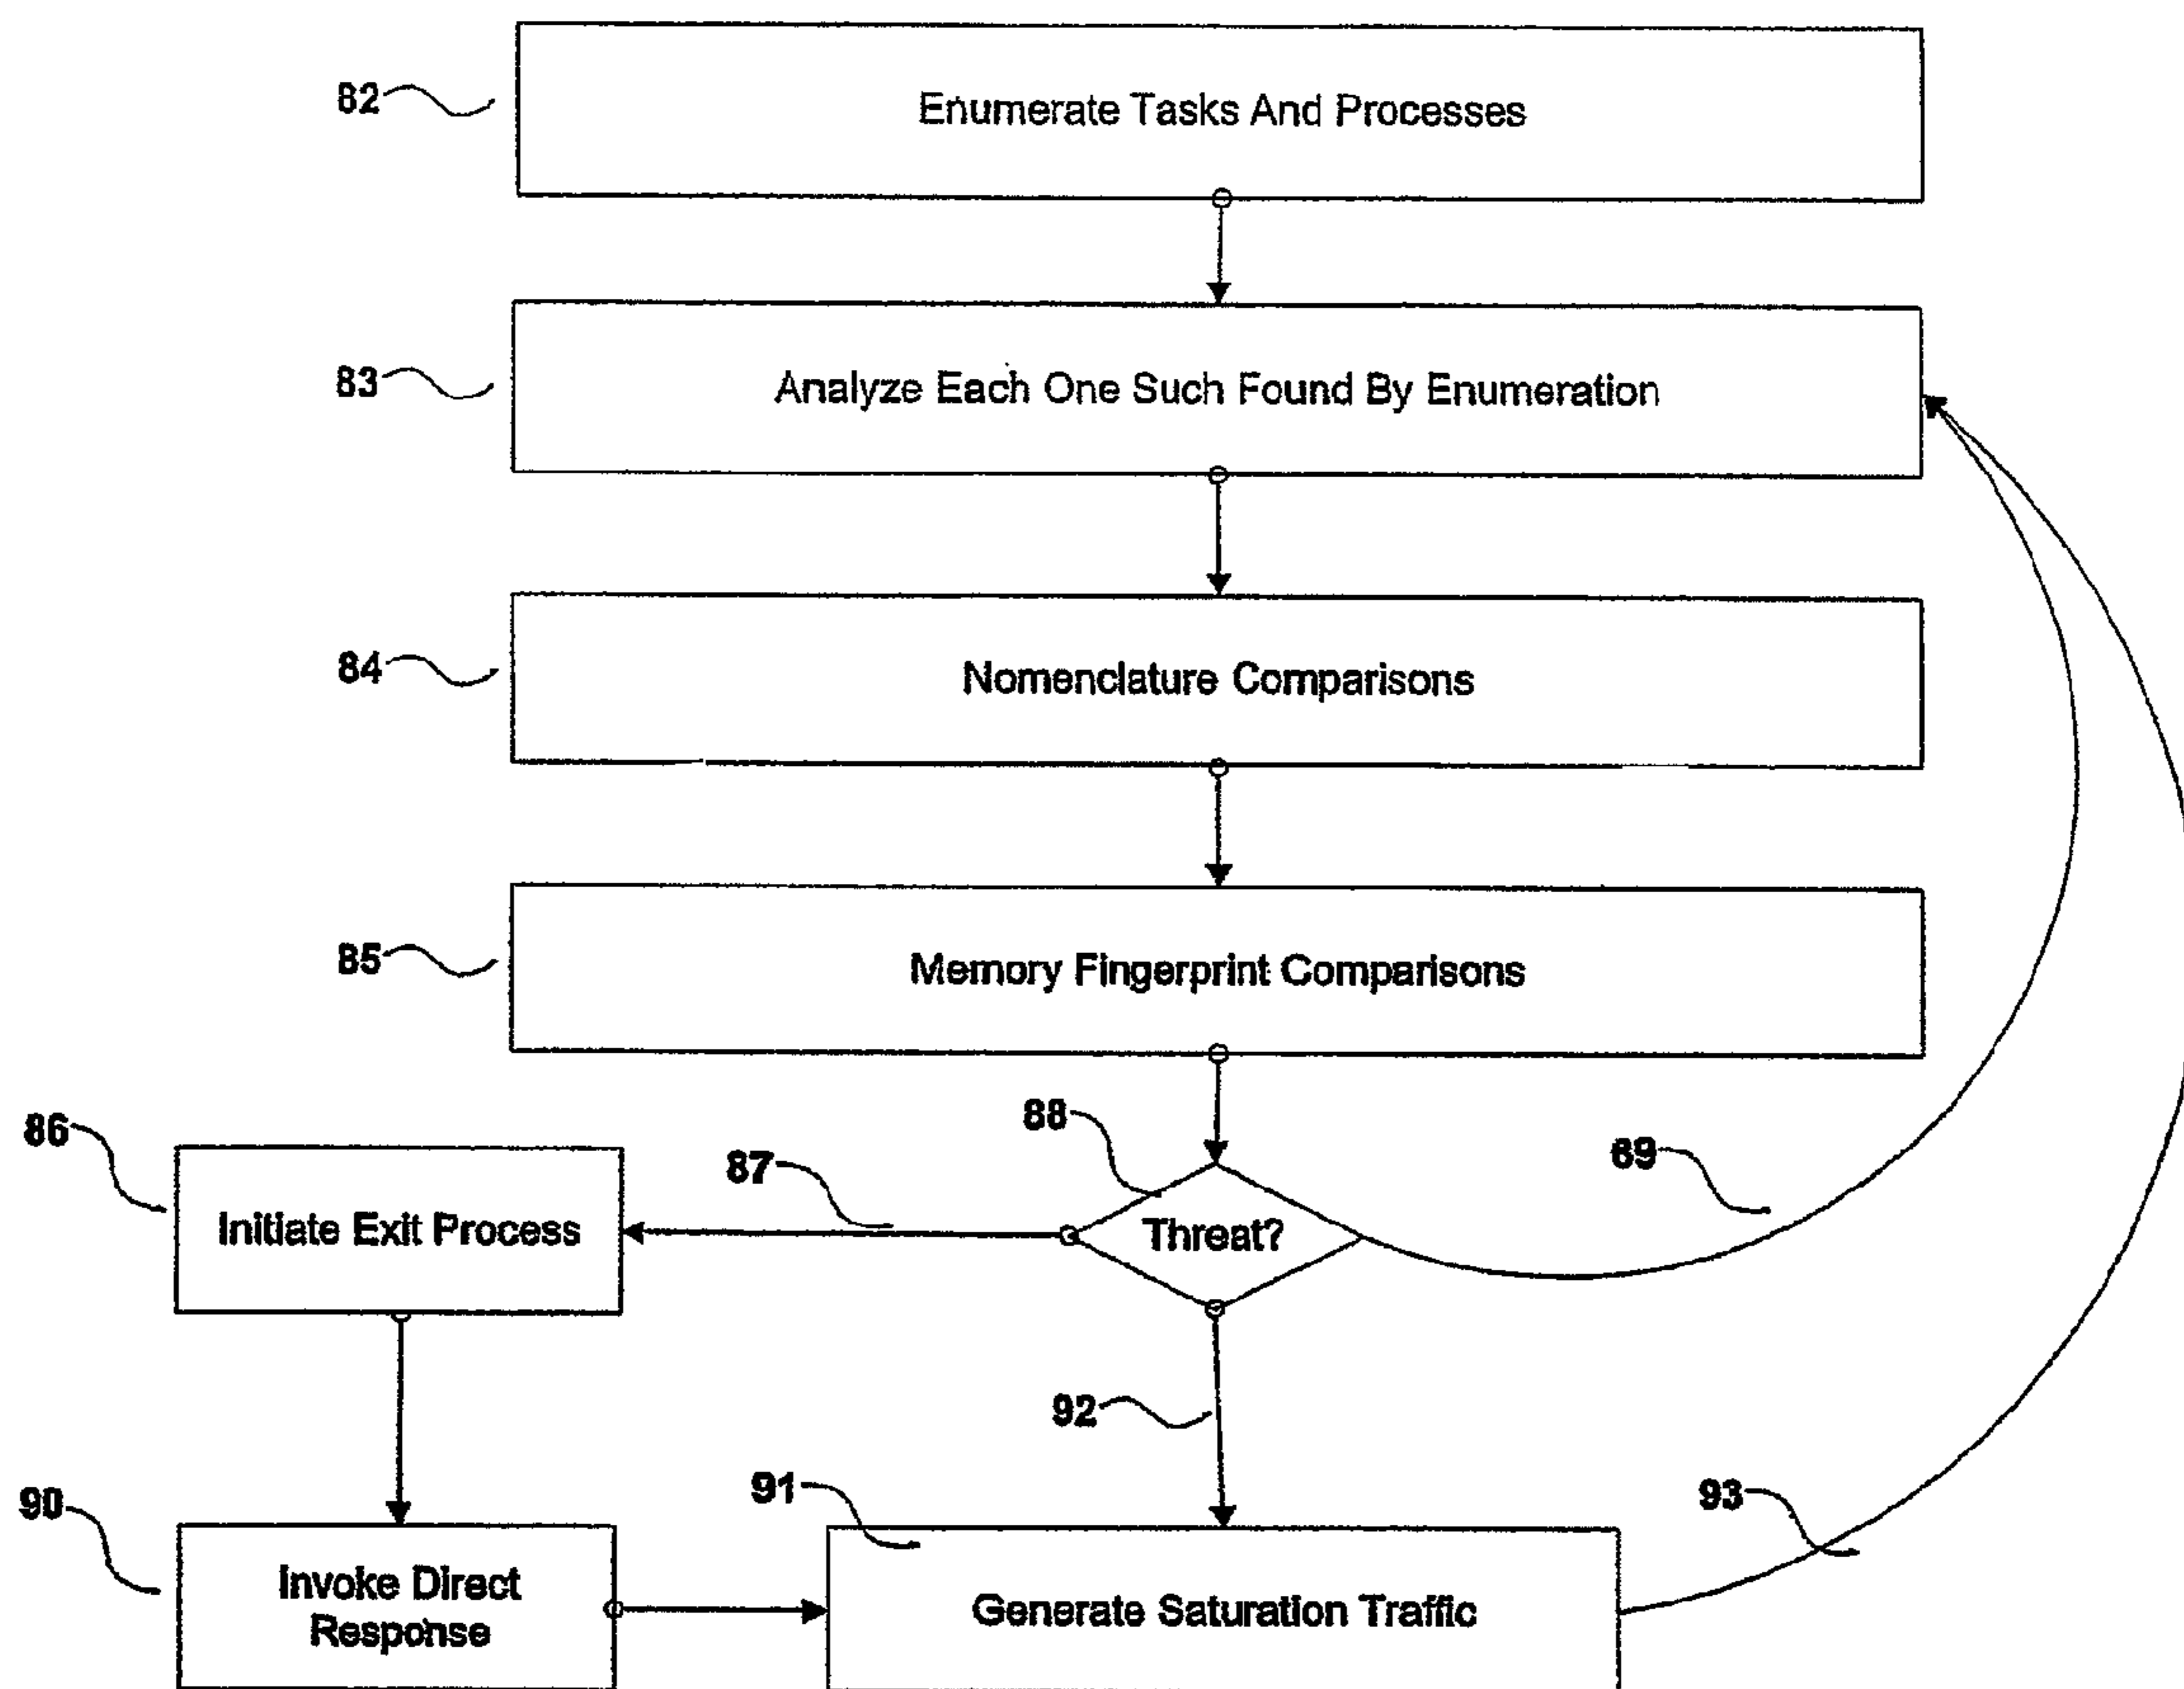 82
Enumerate Tasks And Processes
83
Analyze Each One Such Found By Enumeration
84
Nomenclature Comparisons
85
Memory Fingerprint Comparisons
86
87
88
89
Initiate Exit Process
Threat?
92
90
91
93
Invoke Direct
Response
Generate Saturation Traffic